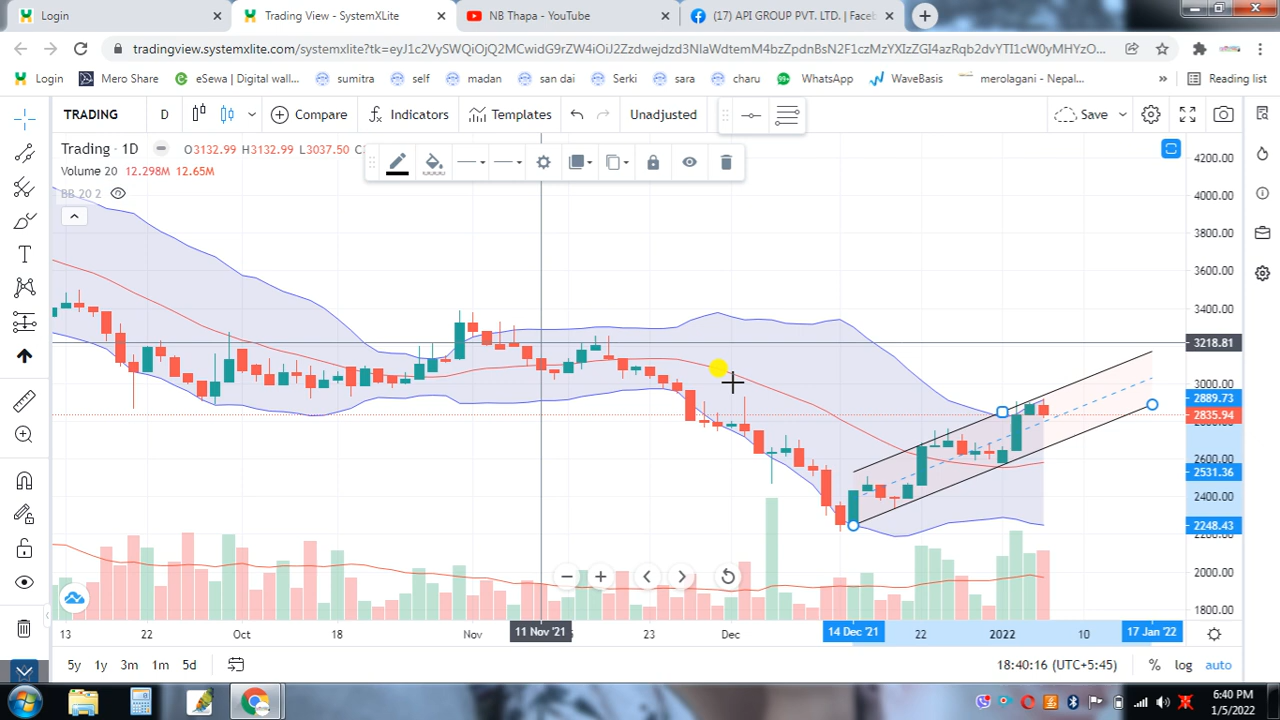 Login
Trading View - SystemXLite
NB Thapa - YouTube
(17) API GROUP PVT. LTD. | Facel
tradingview.systemxlite.com/systemxlite?tk=
Login
Mero Share
eSewa | Digital wall...
sumitra
self
madan
san dai
Serki
sara
charu
WhatsApp
WaveBasis
merolagani - Nepal...
»
Reading list
TRADING
D
Compare
Indicators
Templates
Unadjusted
Save
Trading · 1D
O3132.99 H3132.99 L3037.50 C
Volume 20 12.298M 12.65M
BB 20 2
4200.00
4000.00
3800.00
3600.00
3400.00
3218.81
3000.00
2889.73
2835.94
2600.00
2531.36
2400.00
2248.43
2000.00
1800.00
13
22
Oct
18
Nov
11 Nov '21
23
Dec
14 Dec '21
22
2022
10
17 Jan '22
5y
1y
3m
1m
5d
18:40:16 (UTC+5:45)
%
log
auto
6:40 PM
1/5/2022